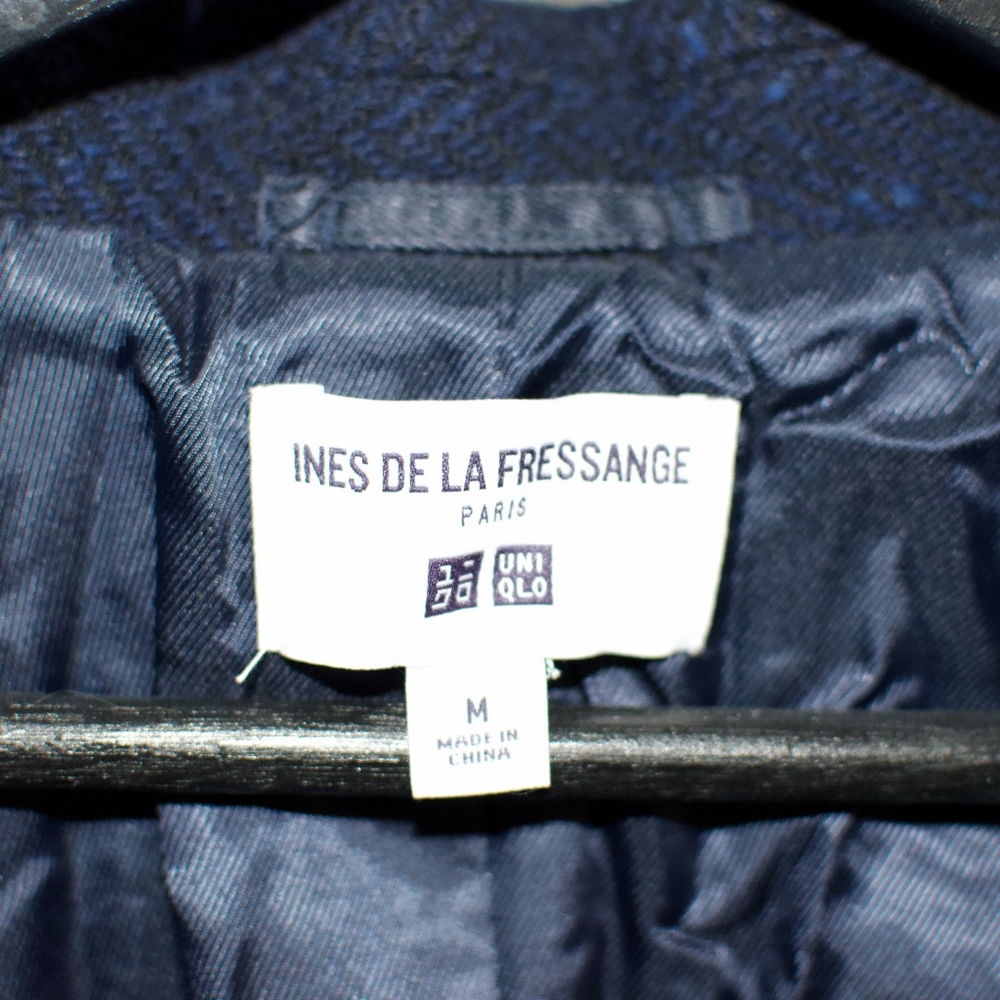 INES DE LA FRESSANGE
PARIS
ユニ UNI
クロ QLO
M
MADE IN
CHINA